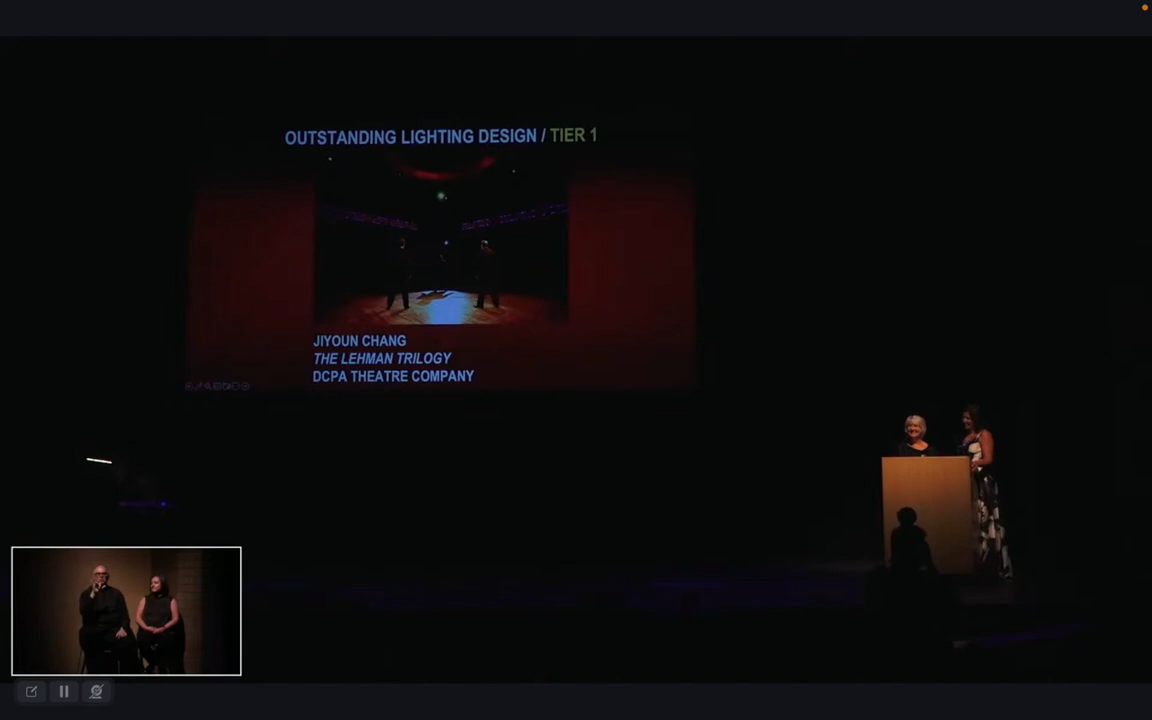 OUTSTANDING LIGHTING DESIGN / TIER 1
JIYOUN CHANG
THE LEHMAN TRILOGY
DCPA THEATRE COMPANY